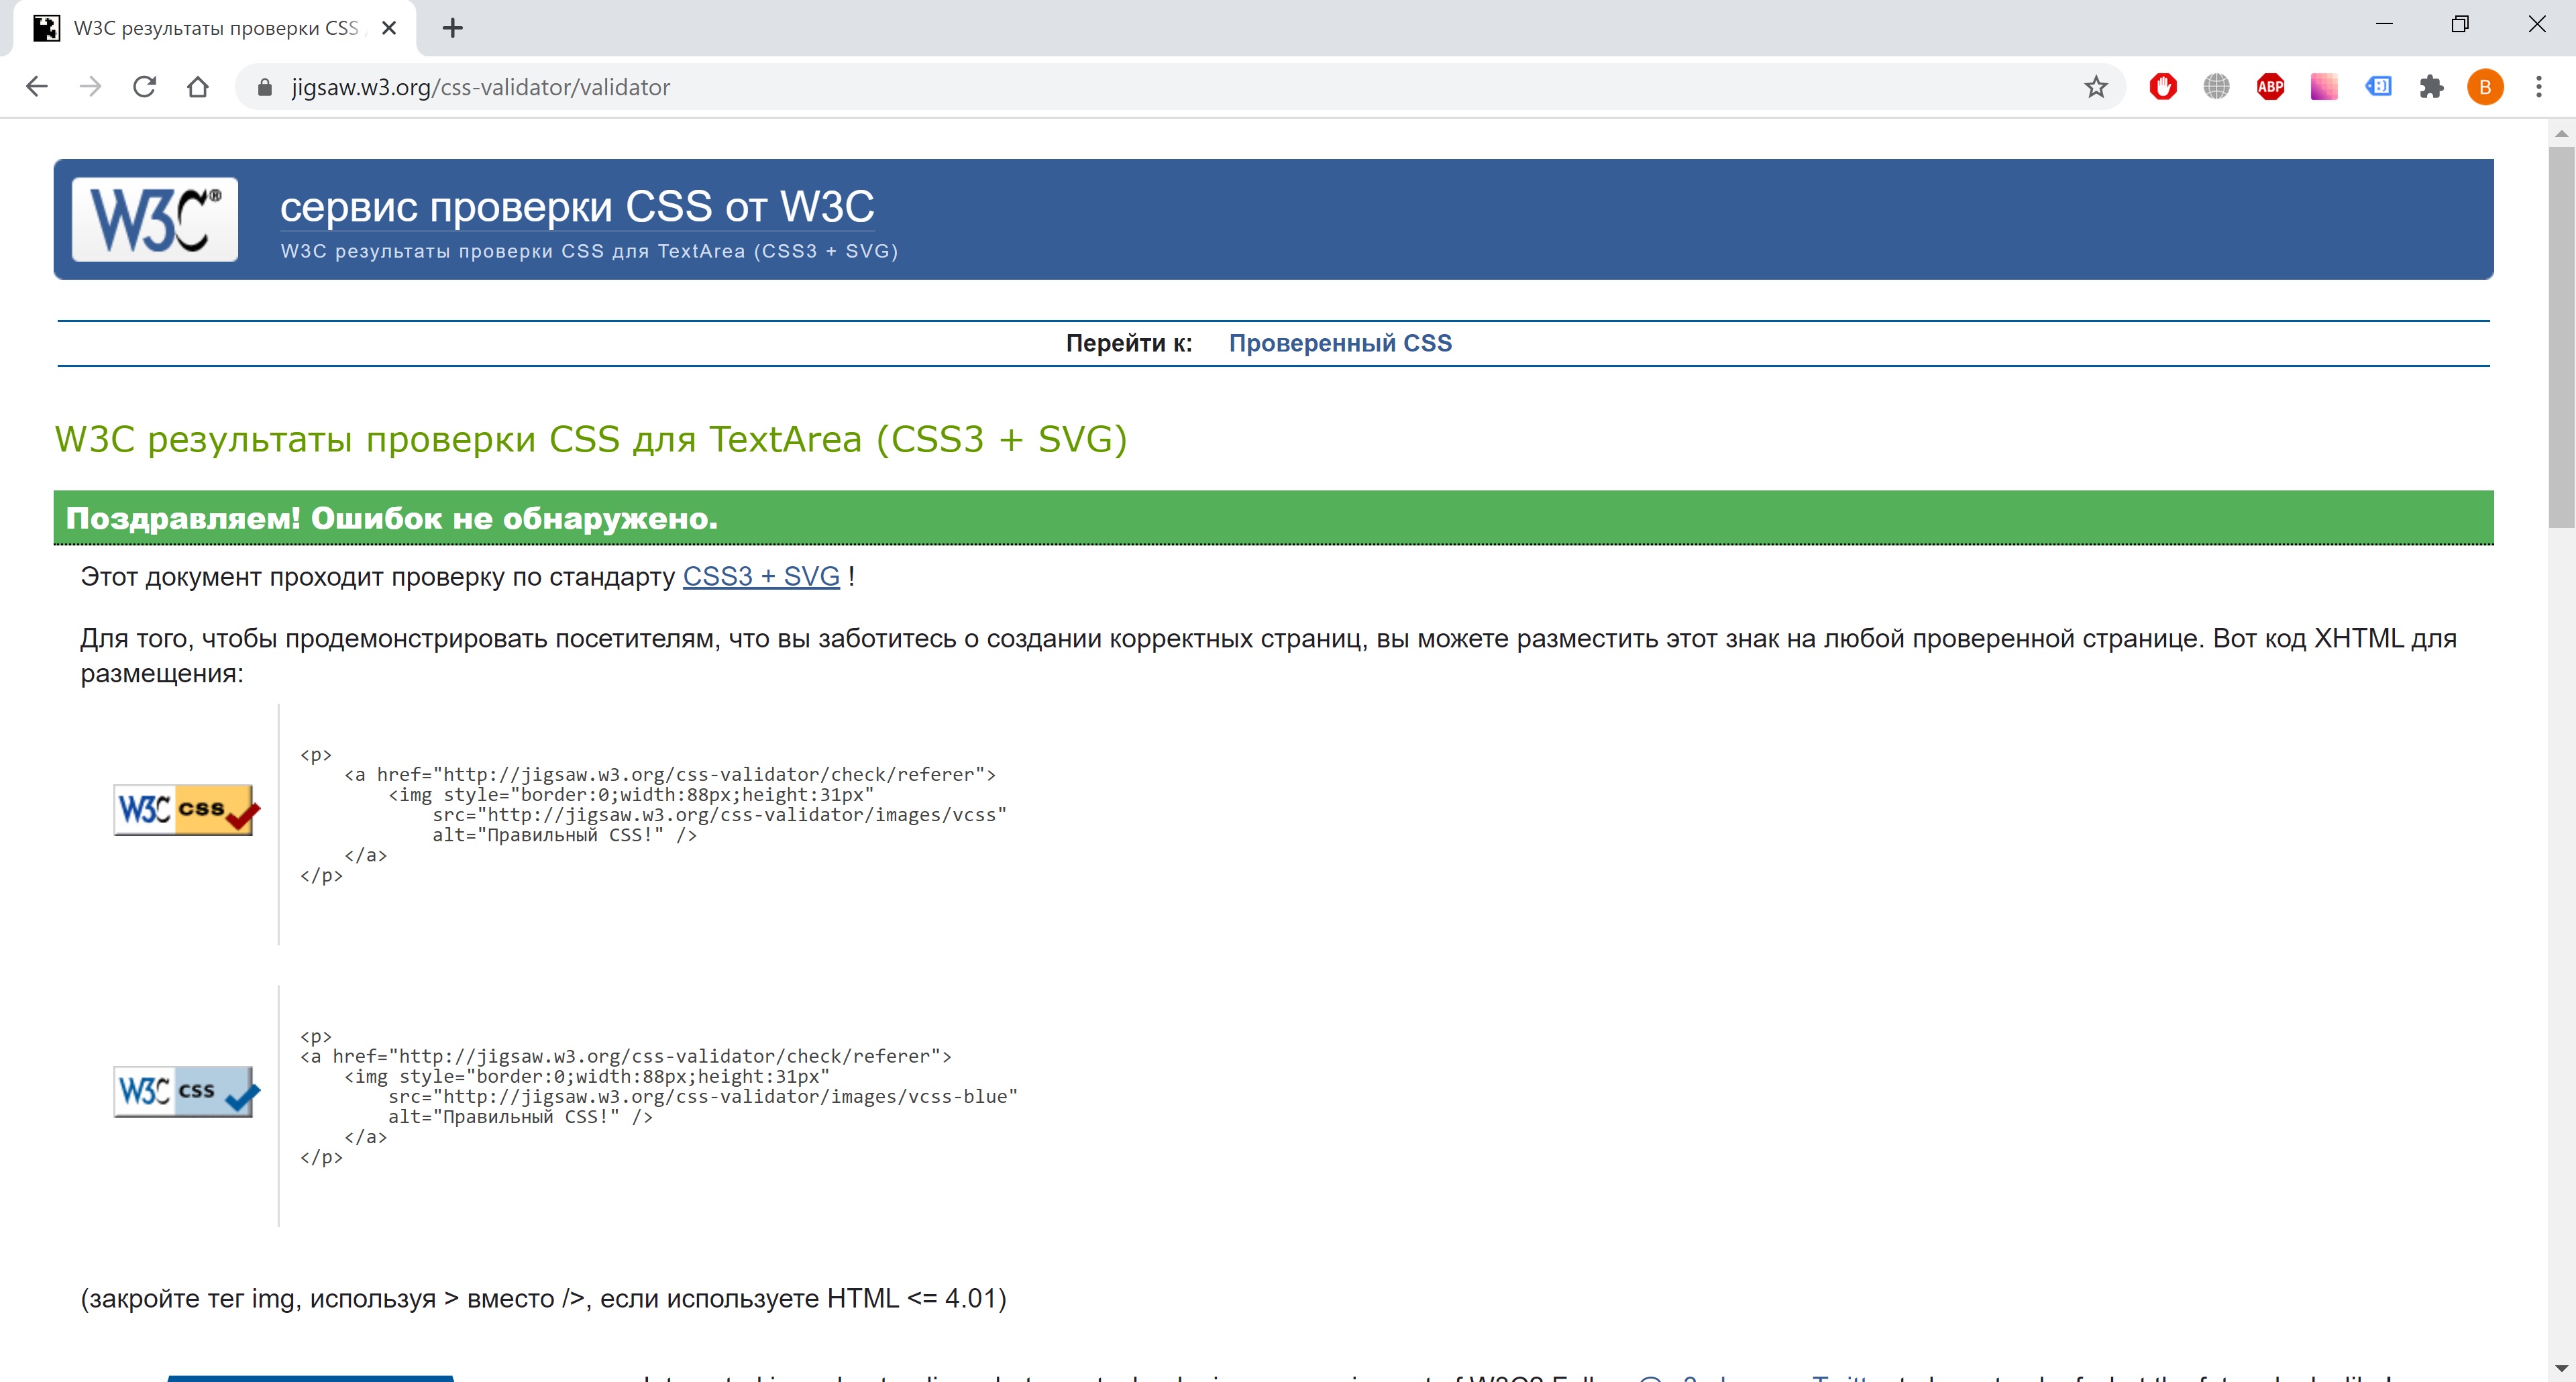 W3C результаты проверки CSS
jigsaw.w3.org/css-validator/validator
ABP
B
W3C®
сервис проверки CSS от W3C
W3C результаты проверки CSS для TextArea (CSS3 + SVG)
Перейти к: Проверенный CSS
W3C результаты проверки CSS для TextArea (CSS3 + SVG)
Поздравляем! Ошибок не обнаружено.
Этот документ проходит проверку по стандарту CSS3 + SVG !
Для того, чтобы продемонстрировать посетителям, что вы заботитесь о создании корректных страниц, вы можете разместить этот знак на любой проверенной странице. Вот код XHTML для
размещения:
<p>
<a href="http://jigsaw.w3.org/css-validator/check/referer">
<img style="border:0;width:88px;height:31px"
src="http://jigsaw.w3.org/css-validator/images/vcss"
alt="Правильный CSS!" />
</a>
</p>
W3C css
<p>
<a href="http://jigsaw.w3.org/css-validator/check/referer">
<img style="border:0;width:88px;height:31px"
src="http://jigsaw.w3.org/css-validator/images/vcss-blue"
alt="Правильный CSS!" />
</a>
</p>
W3C css
(закройте тег img, используя > вместо />, если используете HTML <= 4.01)